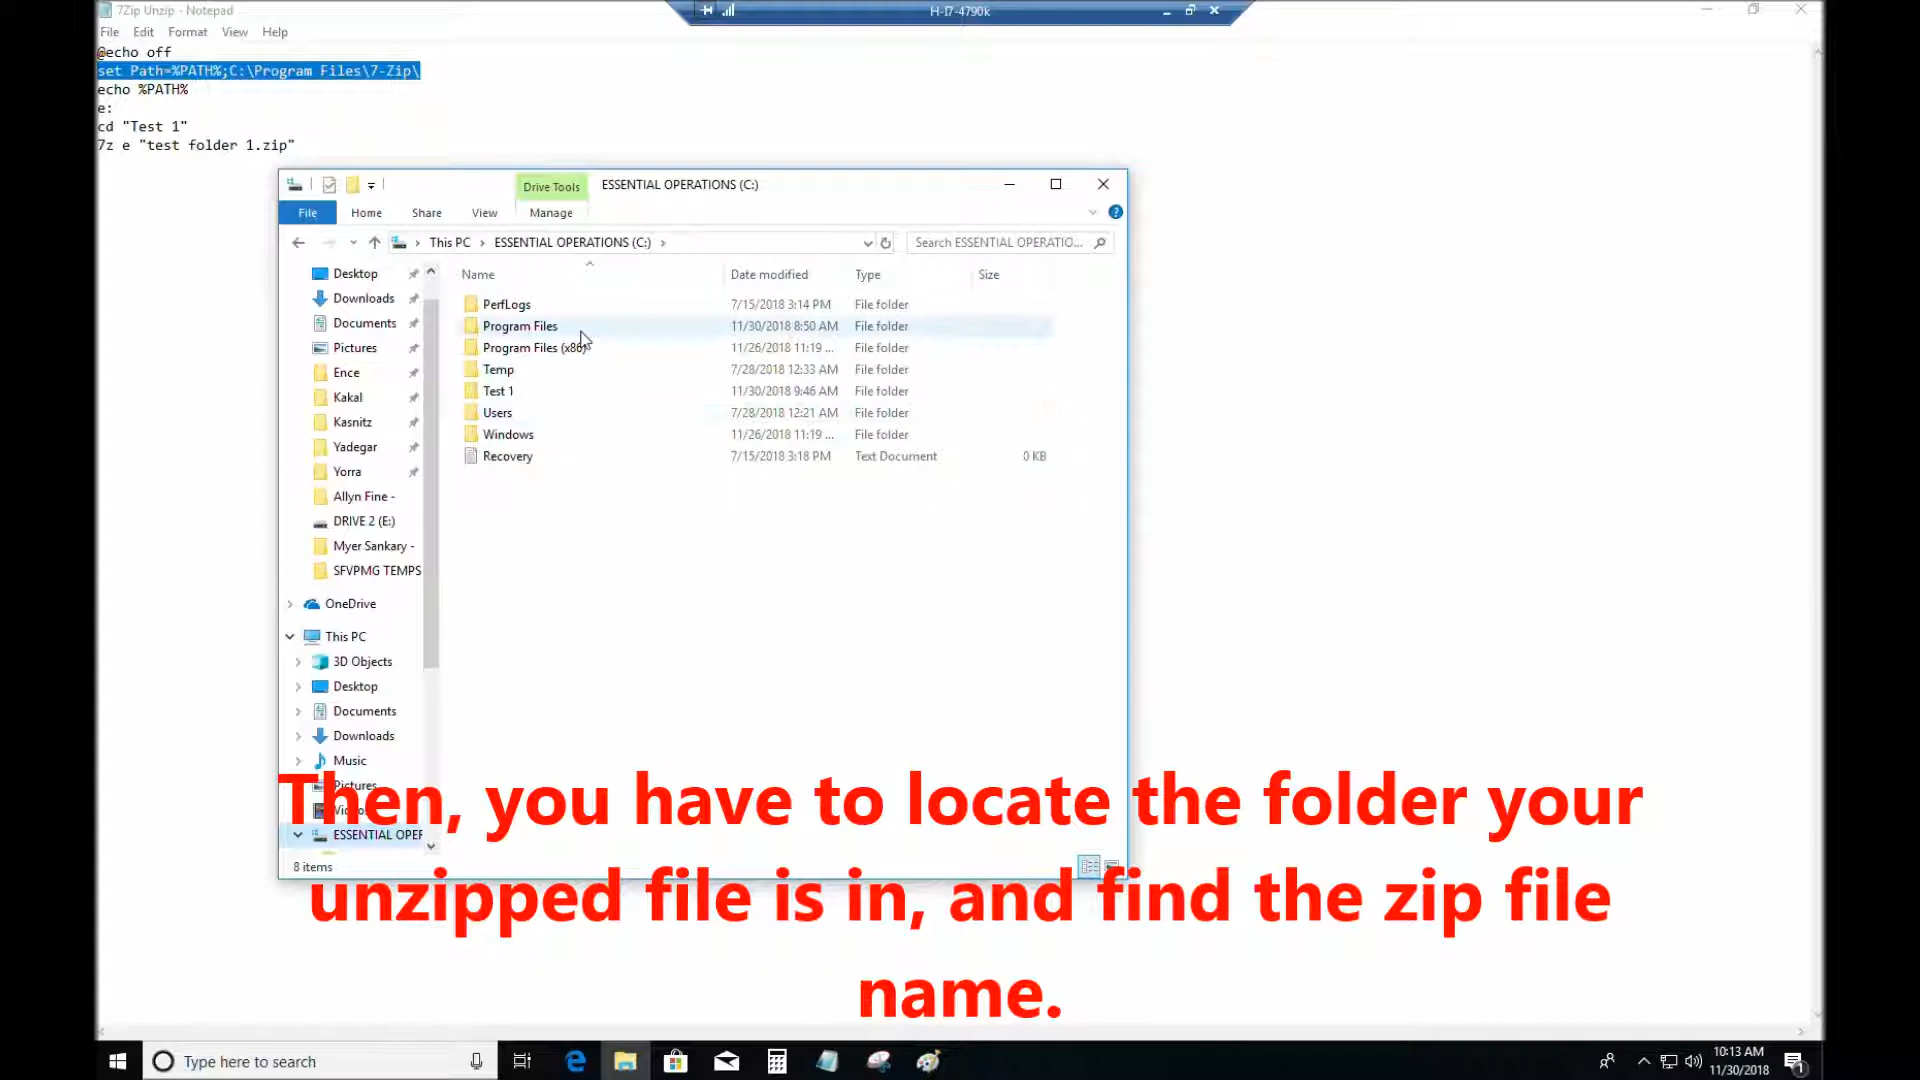 7Zip Unzip - Notepad
H-I7-4790k
File Edit Format View Help
@echo off
set Path=%PATH%;C:\Program Files\7-Zip\
echo %PATH%
e:
cd "Test 1"
7z e "test folder 1.zip"
Drive Tools ESSENTIAL OPERATIONS (C:)
File Home Share View Manage
This PC ESSENTIAL OPERATIONS (C:) Search ESSENTIAL OPERATIO...
Name Date modified Type Size
PerfLogs 7/15/2018 3:14 PM File folder
Program Files 11/30/2018 8:50 AM File folder
Program Files (x86) 11/26/2018 11:19 ... File folder
Temp 7/28/2018 12:33 AM File folder
Test 1 11/30/2018 9:46 AM File folder
Users 7/28/2018 12:21 AM File folder
Windows 11/26/2018 11:19 ... File folder
Recovery 7/15/2018 3:18 PM Text Document 0 KB
Desktop
Downloads
Documents
Pictures
Ence
Kakal
Kasnitz
Yadegar
Yorra
Allyn Fine -
DRIVE 2 (E:)
Myer Sankary -
SFVPMG TEMPS
OneDrive
This PC
3D Objects
Desktop
Documents
Downloads
Music
Pictures
ESSENTIAL OPER
8 items
Then, you have to locate the folder your
unzipped file is in, and find the zip file
name.
Type here to search
10:13 AM
11/30/2018
1